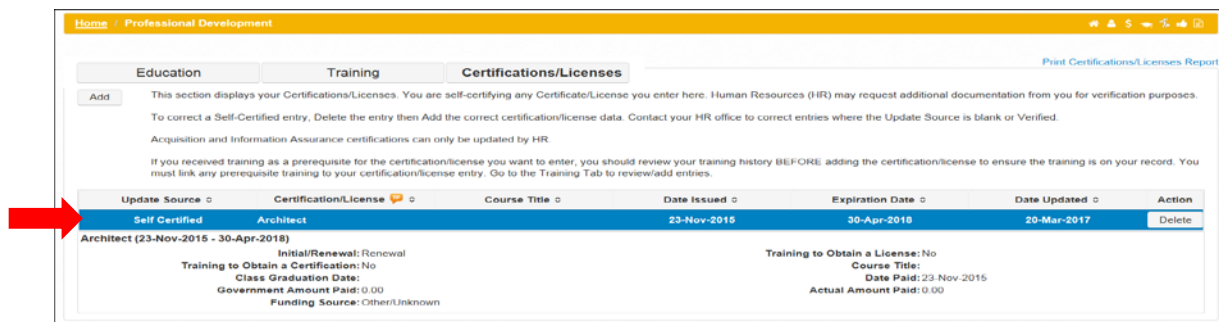 Home / Professional Development
Print Certifications/Licenses Report
Education Training Certifications/Licenses
Add This section displays your Certifications/Licenses. You are self-certifying any Certificate/License you enter here. Human Resources (HR) may request additional documentation from you for verification purposes.
To correct a Self-Certified entry, Delete the entry then Add the correct certification/license data. Contact your HR office to correct entries where the Update Source is blank or Verified.
Acquisition and Information Assurance certifications can only be updated by HR.
If you received training as a prerequisite for the certification/license you want to enter, you should review your training history BEFORE adding the certification/license to ensure the training is on your record. You
must link any prerequisite training to your certification/license entry. Go to the Training Tab to review/add entries.
Update Source Certification/License Course Title Date Issued Expiration Date Date Updated Action
Self Certified Architect 23-Nov-2015 30-Apr-2018 20-Mar-2017 Delete
Architect (23-Nov-2015 - 30-Apr-2018)
Initial/Renewal: Renewal Training to Obtain a License: No
Training to Obtain a Certification: No Course Title:
Class Graduation Date: Date Paid: 23-Nov-2015
Government Amount Paid: 0.00 Actual Amount Paid: 0.00
Funding Source: Other/Unknown